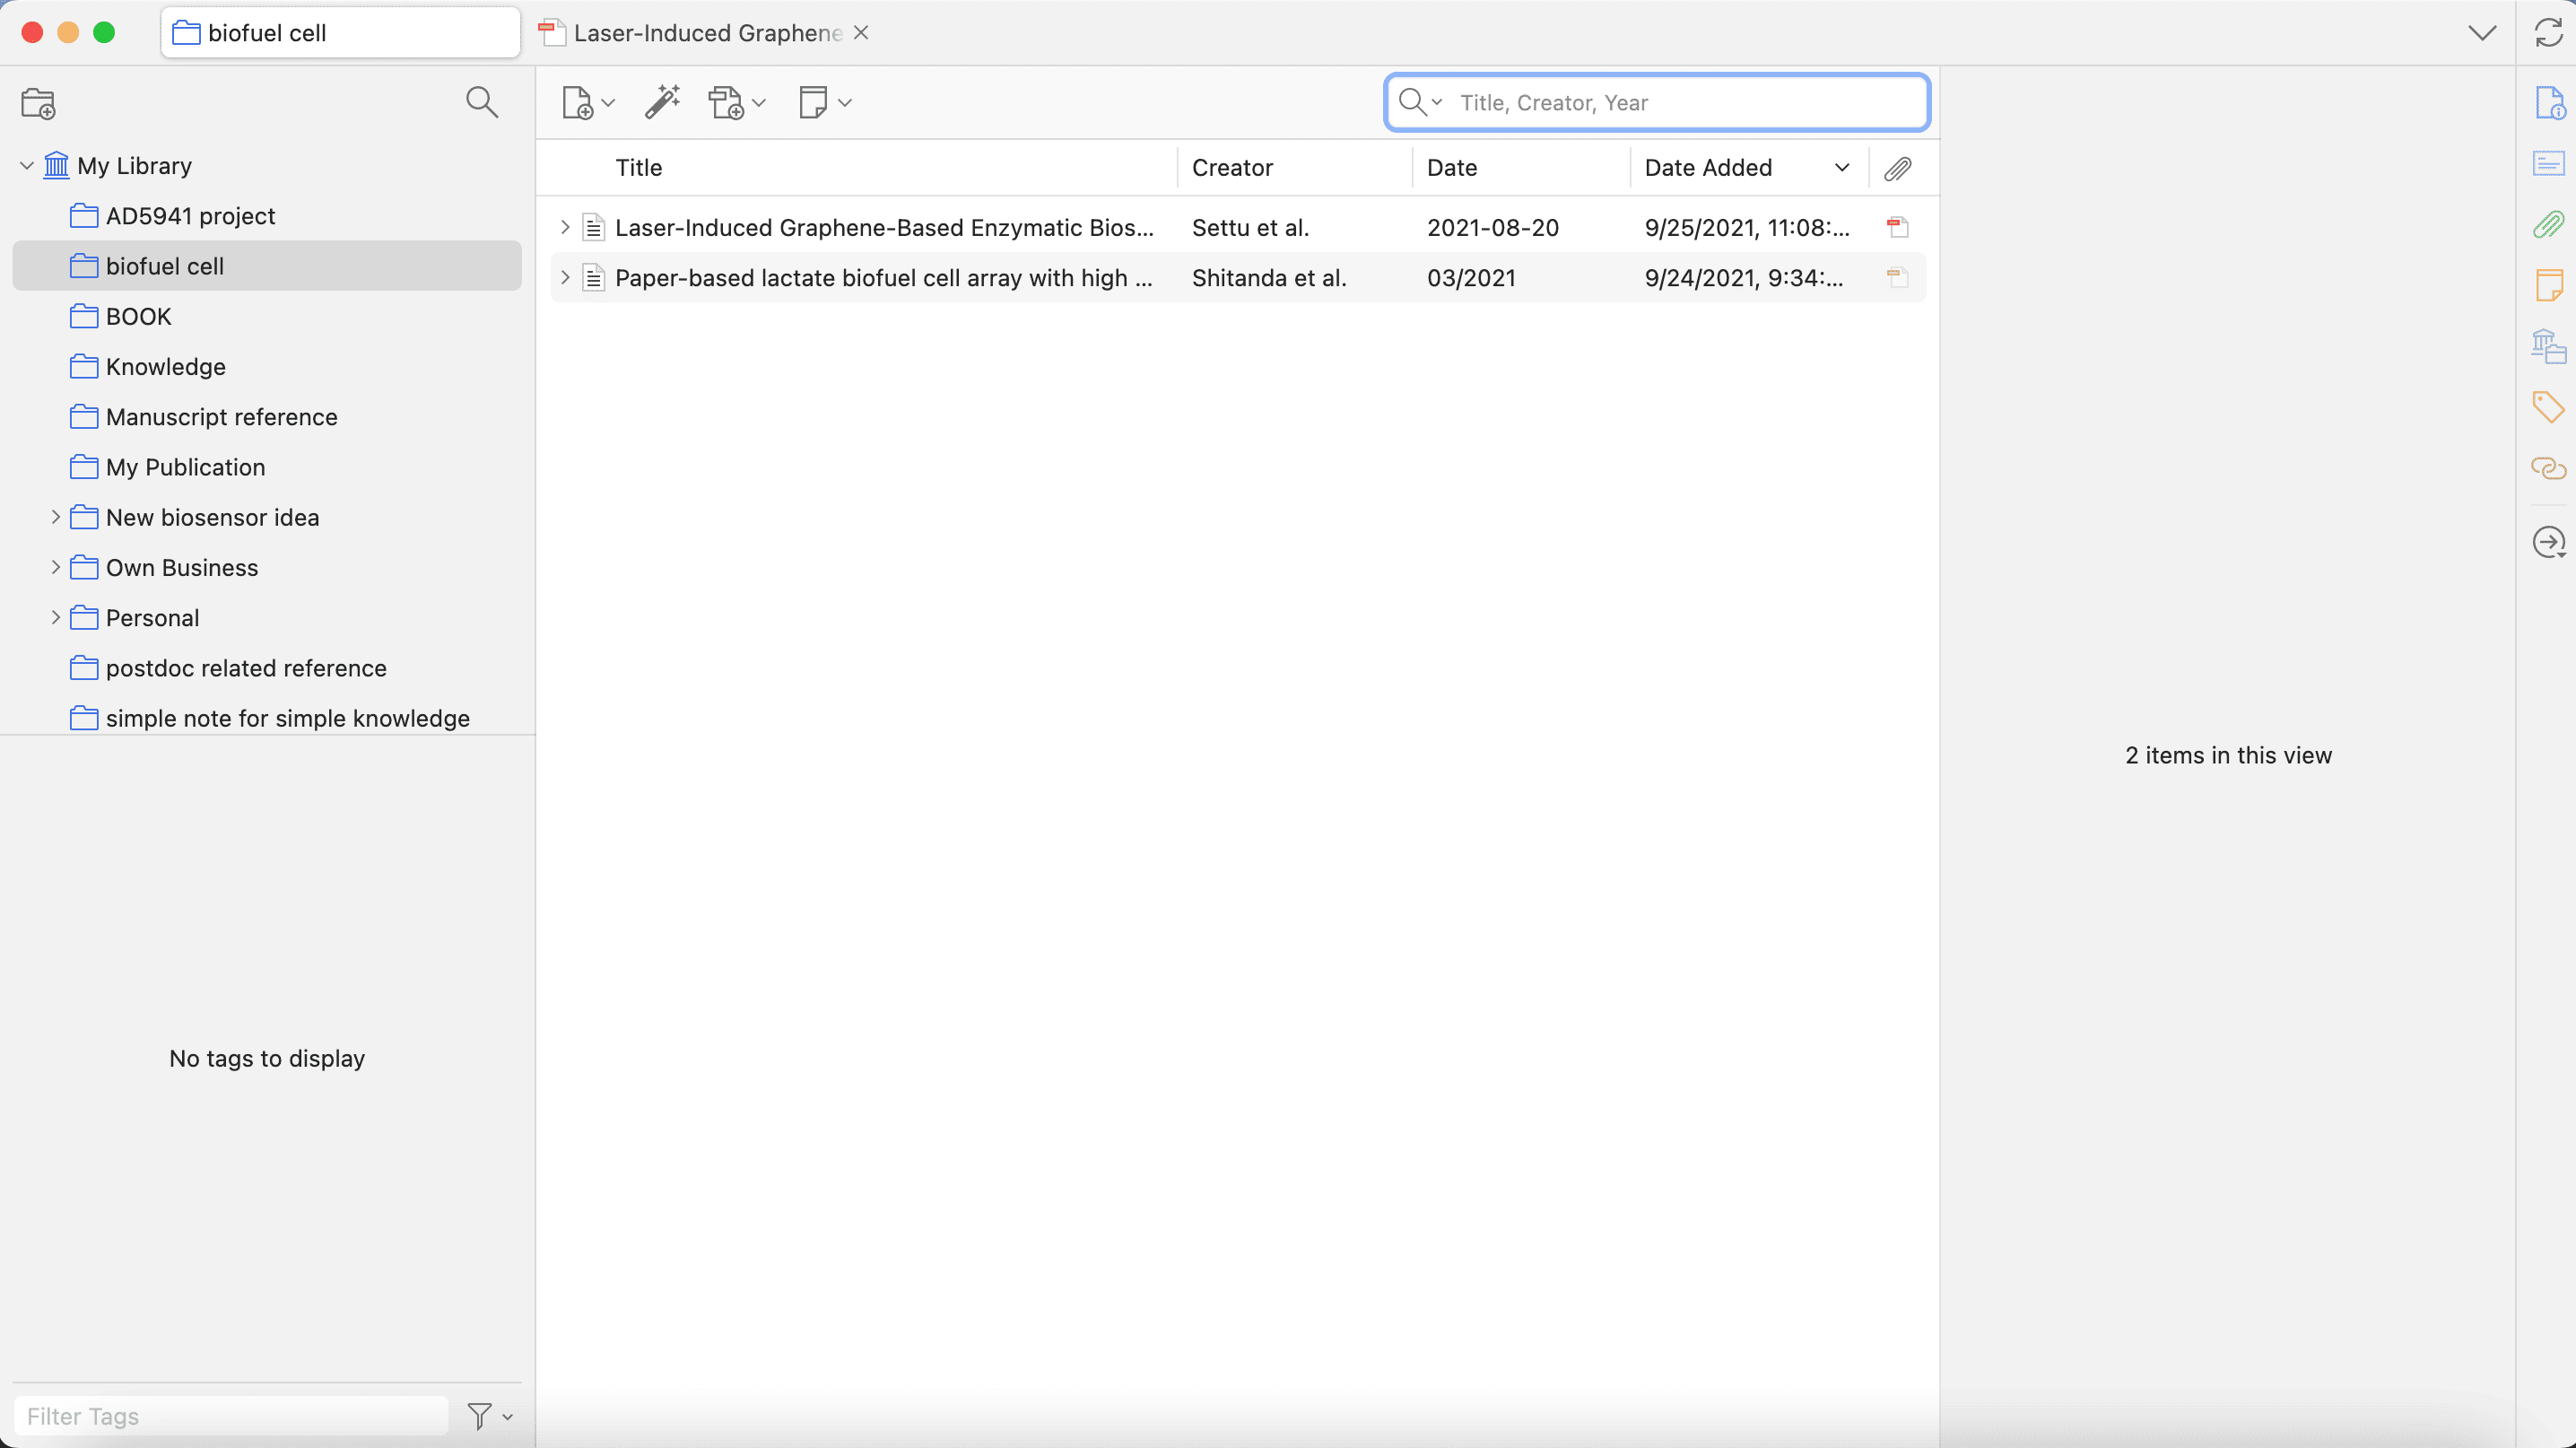 biofuel cell
Laser-Induced Graphene
Title, Creator, Year
My Library
AD5941 project
biofuel cell
BOOK
Knowledge
Manuscript reference
My Publication
New biosensor idea
Own Business
Personal
postdoc related reference
simple note for simple knowledge
No tags to display
Filter Tags
Title Creator Date Date Added
Laser-Induced Graphene-Based Enzymatic Bios... Settu et al. 2021-08-20 9/25/2021, 11:08:...
Paper-based lactate biofuel cell array with high ... Shitanda et al. 03/2021 9/24/2021, 9:34:...
2 items in this view